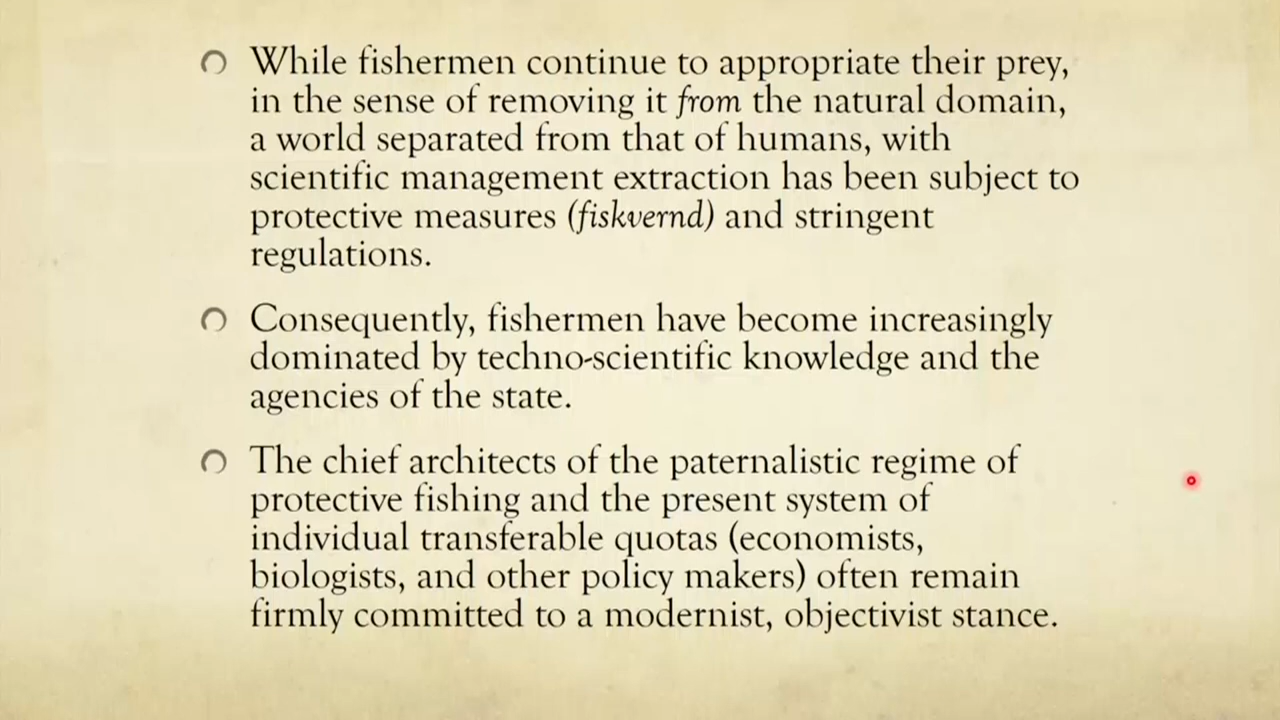 While fishermen continue to appropriate their prey,
in the sense of removing it from the natural domain,
a world separated from that of humans, with
scientific management extraction has been subject to
protective measures (fiskvernd) and stringent
regulations.
Consequently, fishermen have become increasingly
dominated by techno-scientific knowledge and the
agencies of the state.
The chief architects of the paternalistic regime of
protective fishing and the present system of
individual transferable quotas (economists,
biologists, and other policy makers) often remain
firmly committed to a modernist, objectivist stance.